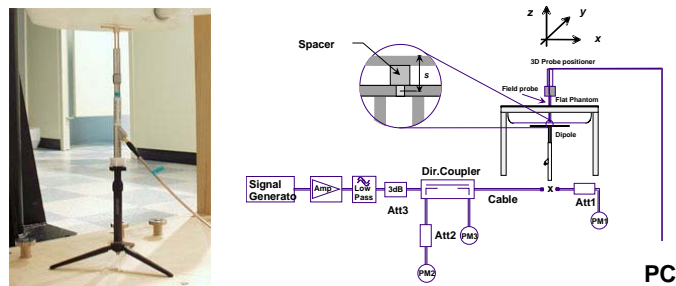 z
y
x
Spacer
s
3D Probe positioner
Field probe
Flat Phantom
Dipole
Dir.Coupler
Signal
Generato
Amp
Low
Pass
3dB
Cable
x
Att1
Att3
Att2
PM3
PM1
PM2
PC